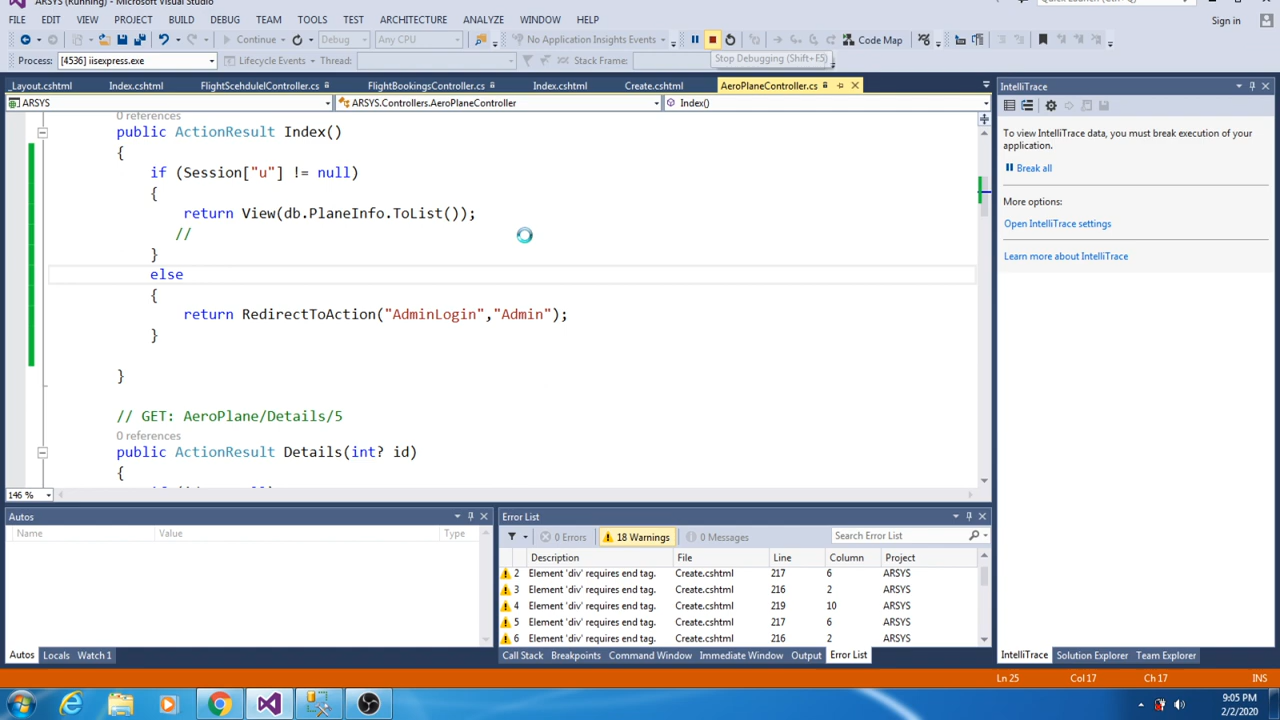 ARSYS (Running) - Microsoft Visual Studio
Quick Launch (Ctrl+Q)
FILE EDIT VIEW PROJECT BUILD DEBUG TEAM TOOLS TEST ARCHITECTURE ANALYZE WINDOW HELP
Sign in
Continue Debug Any CPU No Application Insights Events Code Map
Process: [4536] iisexpress.exe Lifecycle Events Thread: Stack Frame:
Stop Debugging (Shift+F5)
_Layout.cshtml Index.cshtml FlightScehdulelController.cs FlightBookingsController.cs Index.cshtml Create.cshtml AeroPlaneController.cs
ARSYS ARSYS.Controllers.AeroPlaneController Index()
0 references
public ActionResult Index()
{
if (Session["u"] != null)
{
return View(db.PlaneInfo.ToList());
//
}
else
{
return RedirectToAction("AdminLogin","Admin");
}
}
// GET: AeroPlane/Details/5
0 references
public ActionResult Details(int? id)
{
146 %
IntelliTrace
To view IntelliTrace data, you must break execution of your
application.
Break all
More options:
Open IntelliTrace settings
Learn more about IntelliTrace
Autos
Name Value Type
Error List
0 Errors 18 Warnings 0 Messages Search Error List
Description File Line Column Project
2 Element 'div' requires end tag. Create.cshtml 217 6 ARSYS
3 Element 'div' requires end tag. Create.cshtml 216 2 ARSYS
4 Element 'div' requires end tag. Create.cshtml 219 10 ARSYS
5 Element 'div' requires end tag. Create.cshtml 217 6 ARSYS
6 Element 'div' requires end tag. Create.cshtml 216 2 ARSYS
Autos Locals Watch 1
Call Stack Breakpoints Command Window Immediate Window Output Error List
IntelliTrace Solution Explorer Team Explorer
Ln 25 Col 17 Ch 17 INS
9:05 PM
2/2/2020